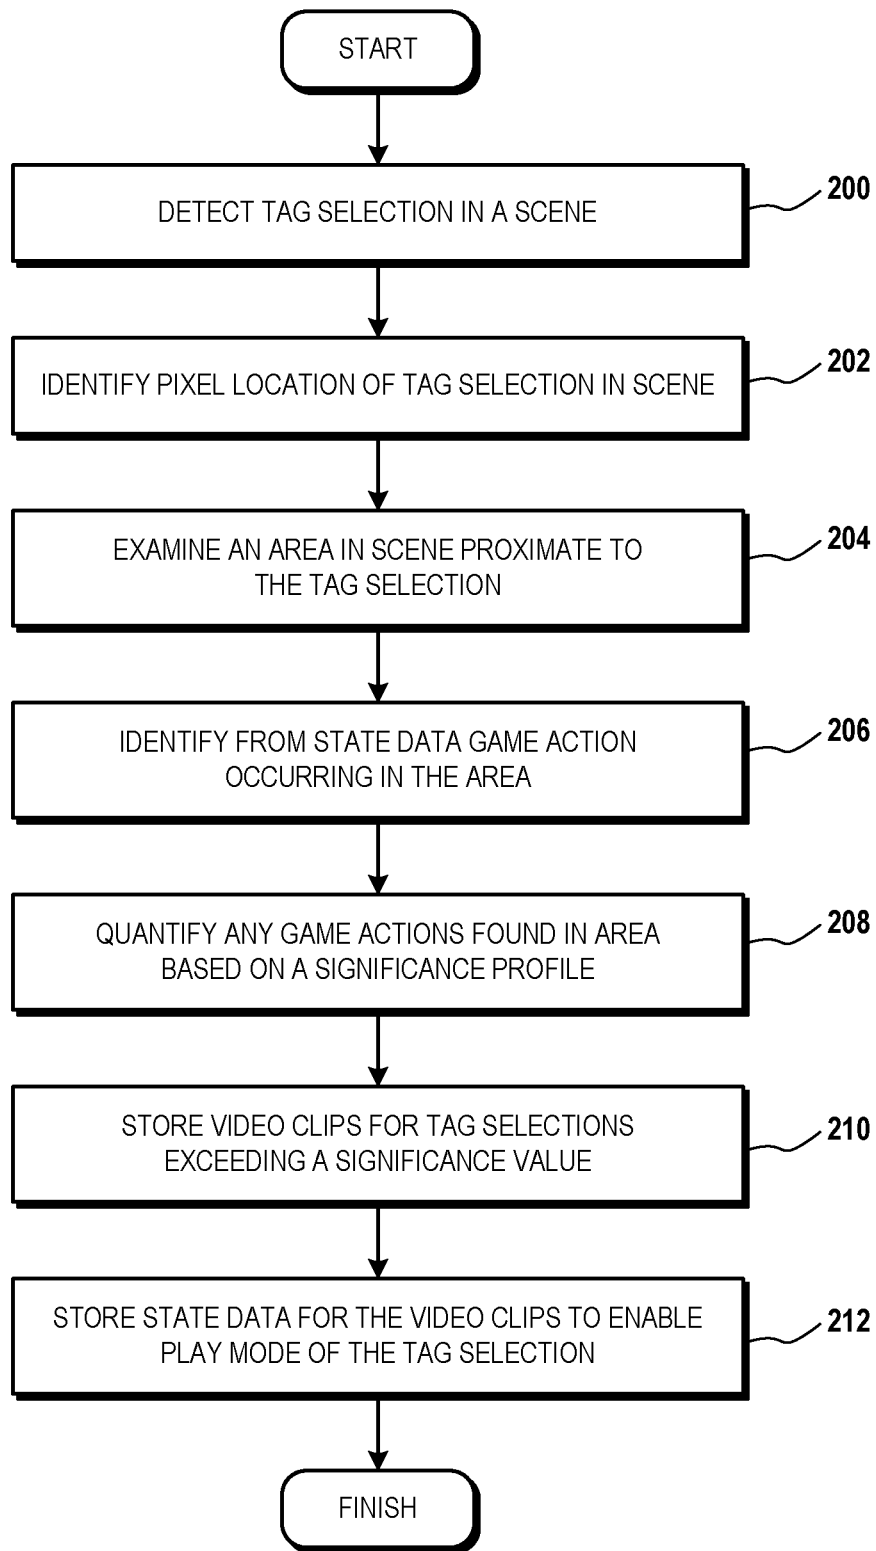 START
DETECT TAG SELECTION IN A SCENE
200
IDENTIFY PIXEL LOCATION OF TAG SELECTION IN SCENE
202
EXAMINE AN AREA IN SCENE PROXIMATE TO
THE TAG SELECTION
204
IDENTIFY FROM STATE DATA GAME ACTION
OCCURRING IN THE AREA
206
QUANTIFY ANY GAME ACTIONS FOUND IN AREA
BASED ON A SIGNIFICANCE PROFILE
208
STORE VIDEO CLIPS FOR TAG SELECTIONS
EXCEEDING A SIGNIFICANCE VALUE
210
STORE STATE DATA FOR THE VIDEO CLIPS TO ENABLE
PLAY MODE OF THE TAG SELECTION
212
FINISH